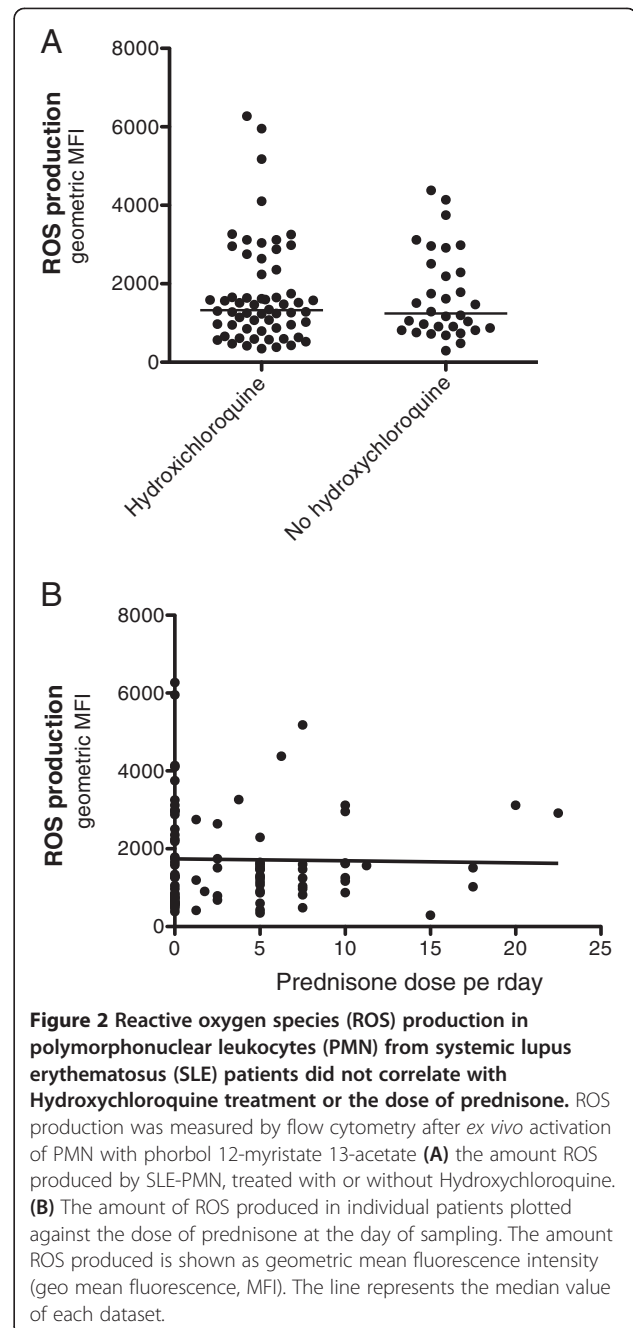 A
8000
6000
4000
2000
0
ROS production
geometric MFI
Hydroxichloroquine
No hydroxychloroquine
B
8000
6000
4000
2000
0
ROS production
geometric MFI
0 5 10 15 20 25
Prednisone dose per rday
Figure 2 Reactive oxygen species (ROS) production in
polymorphonuclear leukocytes (PMN) from systemic lupus
erythematosus (SLE) patients did not correlate with
Hydroxychloroquine treatment or the dose of prednisone. ROS
production was measured by flow cytometry after ex vivo activation
of PMN with phorbol 12-myristate 13-acetate (A) the amount ROS
produced by SLE-PMN, treated with or without Hydroxychloroquine.
(B) The amount of ROS produced in individual patients plotted
against the dose of prednisone at the day of sampling. The amount
ROS produced is shown as geometric mean fluorescence intensity
(geo mean fluorescence, MFI). The line represents the median value
of each dataset.